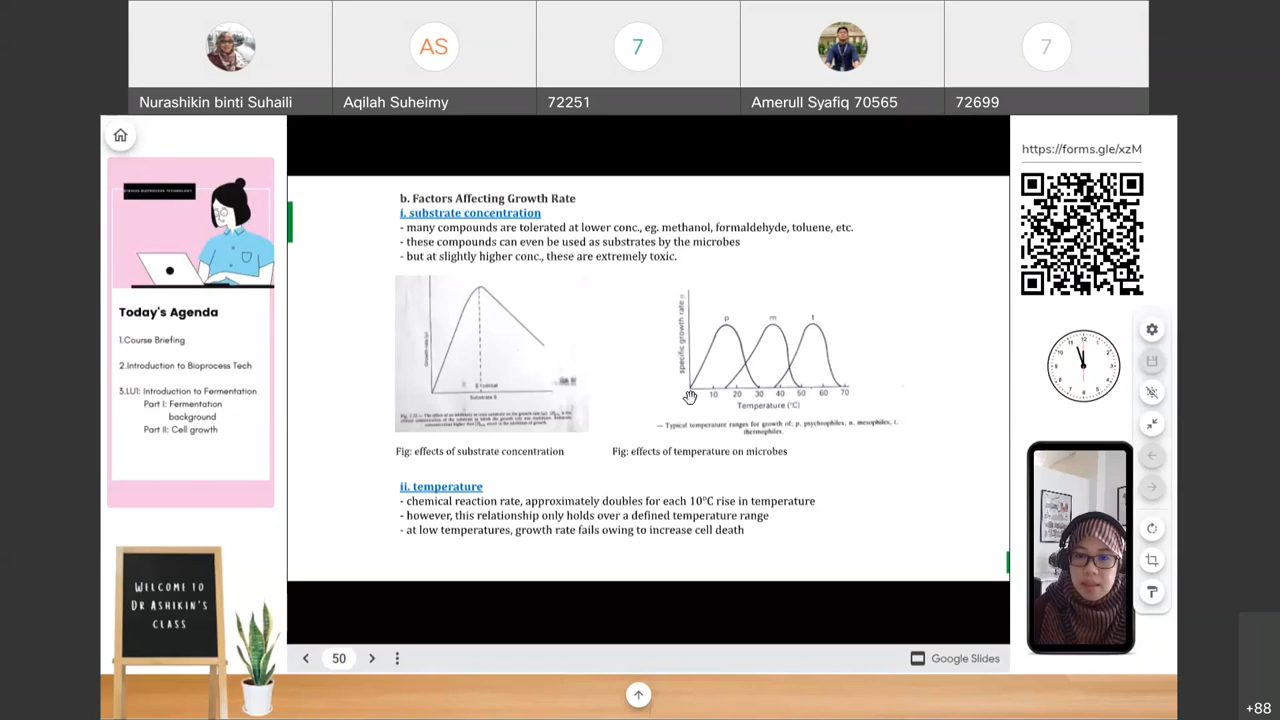 AS
7
7
Nurashikin binti Suhaili
Aqilah Suheimy
72251
Amerull Syafiq 70565
72699
https://forms.gle/xzM
Today's Agenda
1.Course Briefing
2.Introduction to Bioprocess Tech
3.LU1: Introduction to Fermentation
Part I: Fermentation
background
Part II: Cell growth
WELCOME TO
DR ASHIKIN'S
CLASS
b. Factors Affecting Growth Rate
i. substrate concentration
- many compounds are tolerated at lower conc., eg. methanol, formaldehyde, toluene, etc.
- these compounds can even be used as substrates by the microbes
- but at slightly higher conc., these are extremely toxic.
Substrate S
specific growth rate
p
m
t
10 20 30 40 50 60 70
Temperature (°C)
— Typical temperature ranges for growth of: p, psychrophiles; m, mesophiles; t,
thermophiles.
Fig: effects of substrate concentration
Fig: effects of temperature on microbes
ii. temperature
- chemical reaction rate, approximately doubles for each 10°C rise in temperature
- however, this relationship only holds over a defined temperature range
- at low temperatures, growth rate fails owing to increase cell death
50
Google Slides
+88